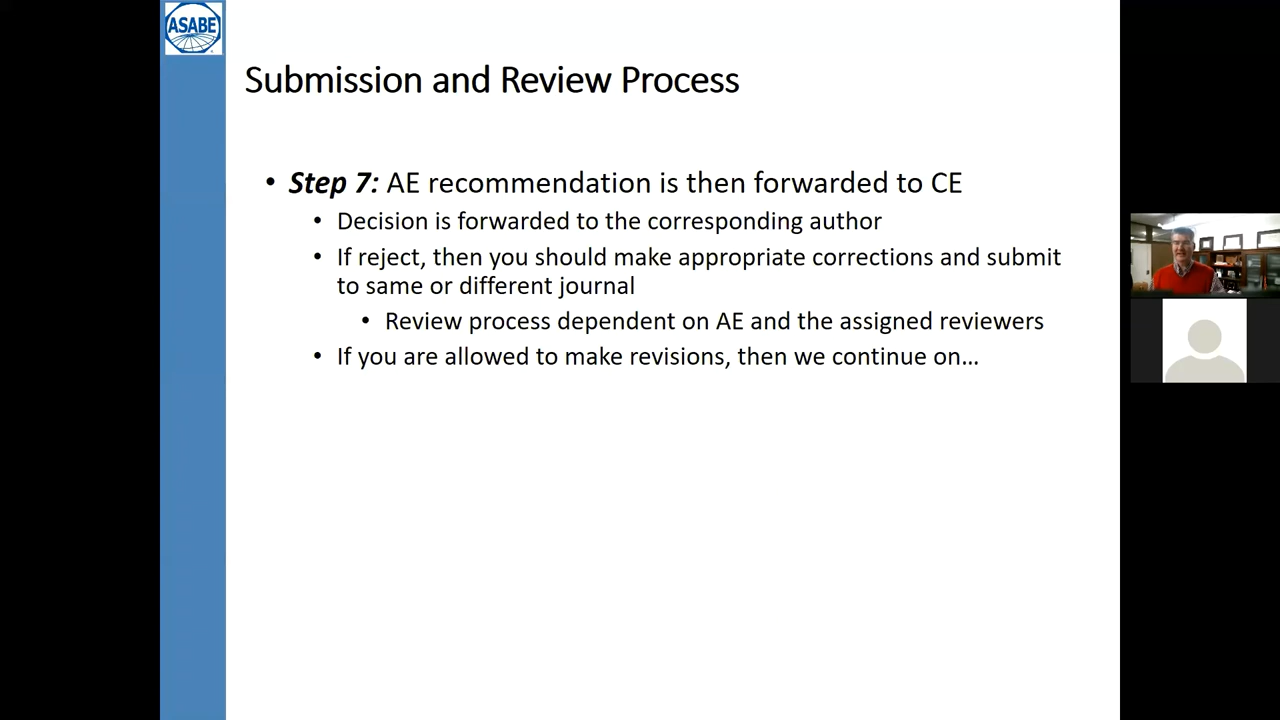 ASABE
Submission and Review Process
• Step 7: AE recommendation is then forwarded to CE
• Decision is forwarded to the corresponding author
• If reject, then you should make appropriate corrections and submit
to same or different journal
• Review process dependent on AE and the assigned reviewers
• If you are allowed to make revisions, then we continue on…